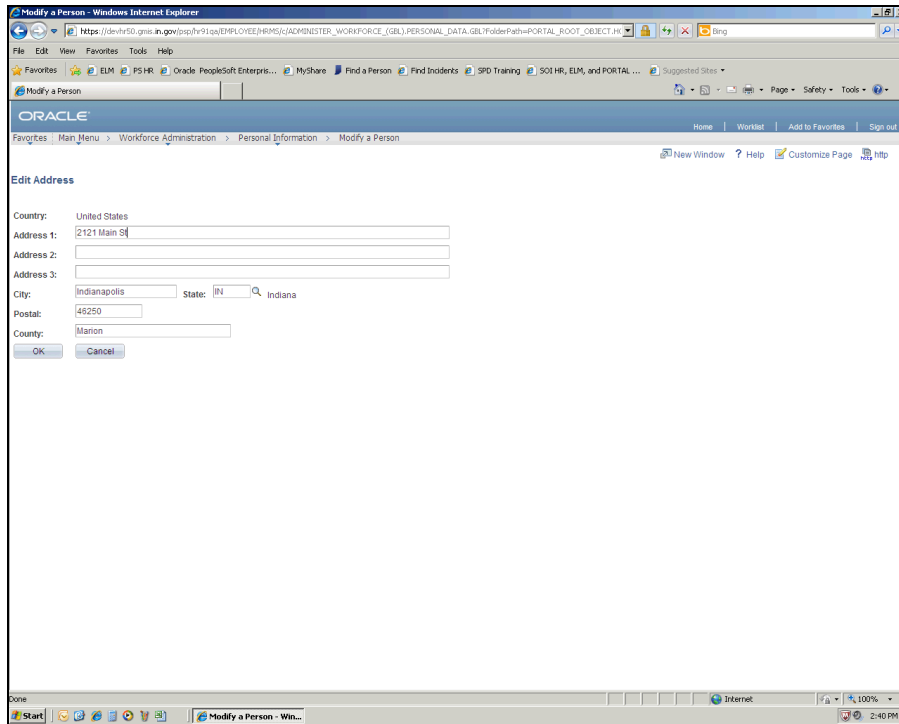 Modify a Person - Windows Internet Explorer
https://devhr50.gmis.in.gov/psp/hr91qa/EMPLOYEE/HRMS/c/ADMINISTER_WORKFORCE_(GBL).PERSONAL_DATA.GBL?FolderPath=PORTAL_ROOT_OBJECT.H Bing
File Edit View Favorites Tools Help
Favorites ELM PS HR Oracle PeopleSoft Enterpris... MyShare Find a Person Find Incidents SPD Training SOI HR, ELM, and PORTAL ... Suggested Sites
Modify a Person Page Safety Tools
ORACLE
Home | Worklist | Add to Favorites | Sign out
Favorites | Main Menu > Workforce Administration > Personal Information > Modify a Person
New Window ? Help Customize Page http
Edit Address
Country: United States
Address 1: 2121 Main St
Address 2:
Address 3:
City: Indianapolis State: IN Indiana
Postal: 46250
County: Marion
OK Cancel
Done Internet 100%
Start Modify a Person - Win... 2:40 PM